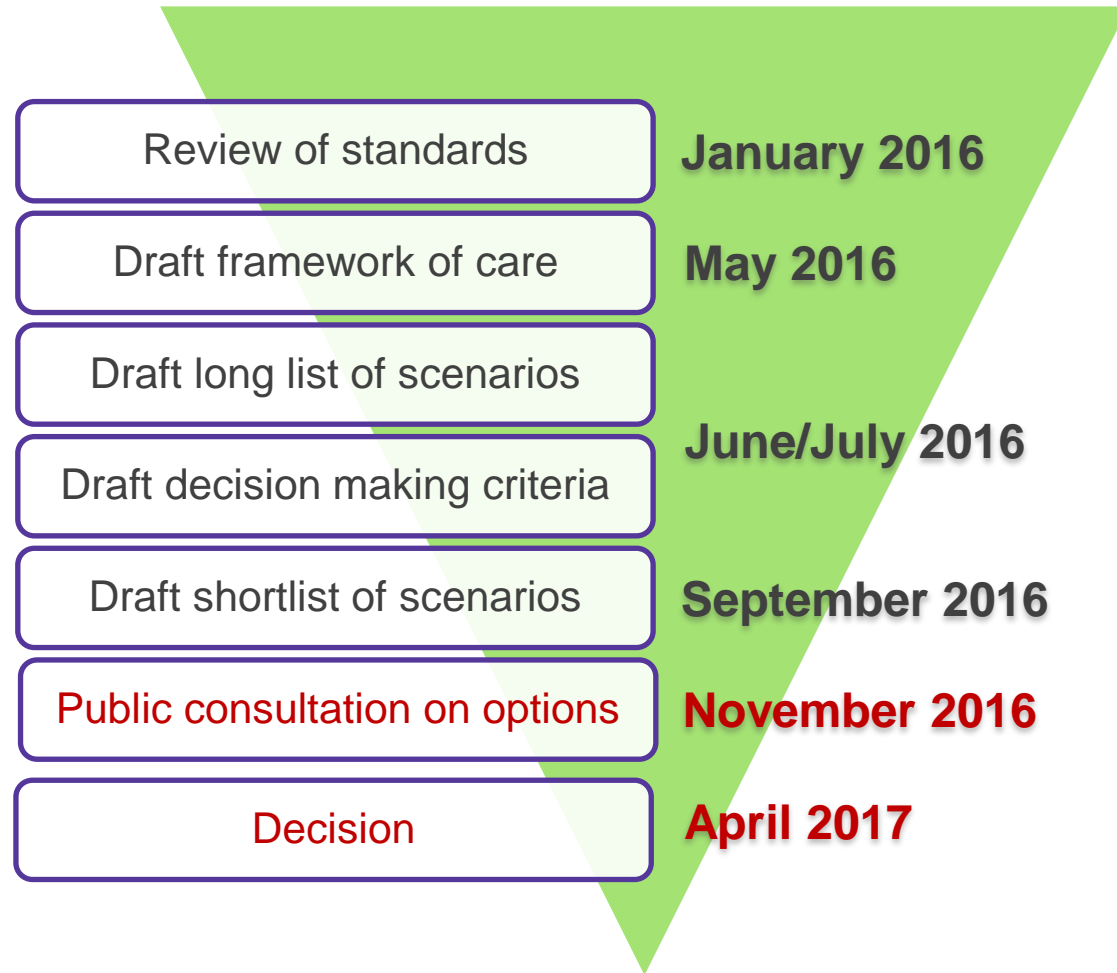 Review of standards
January 2016
Draft framework of care
May 2016
Draft long list of scenarios
June/July 2016
Draft decision making criteria
Draft shortlist of scenarios
September 2016
Public consultation on options
November 2016
Decision
April 2017